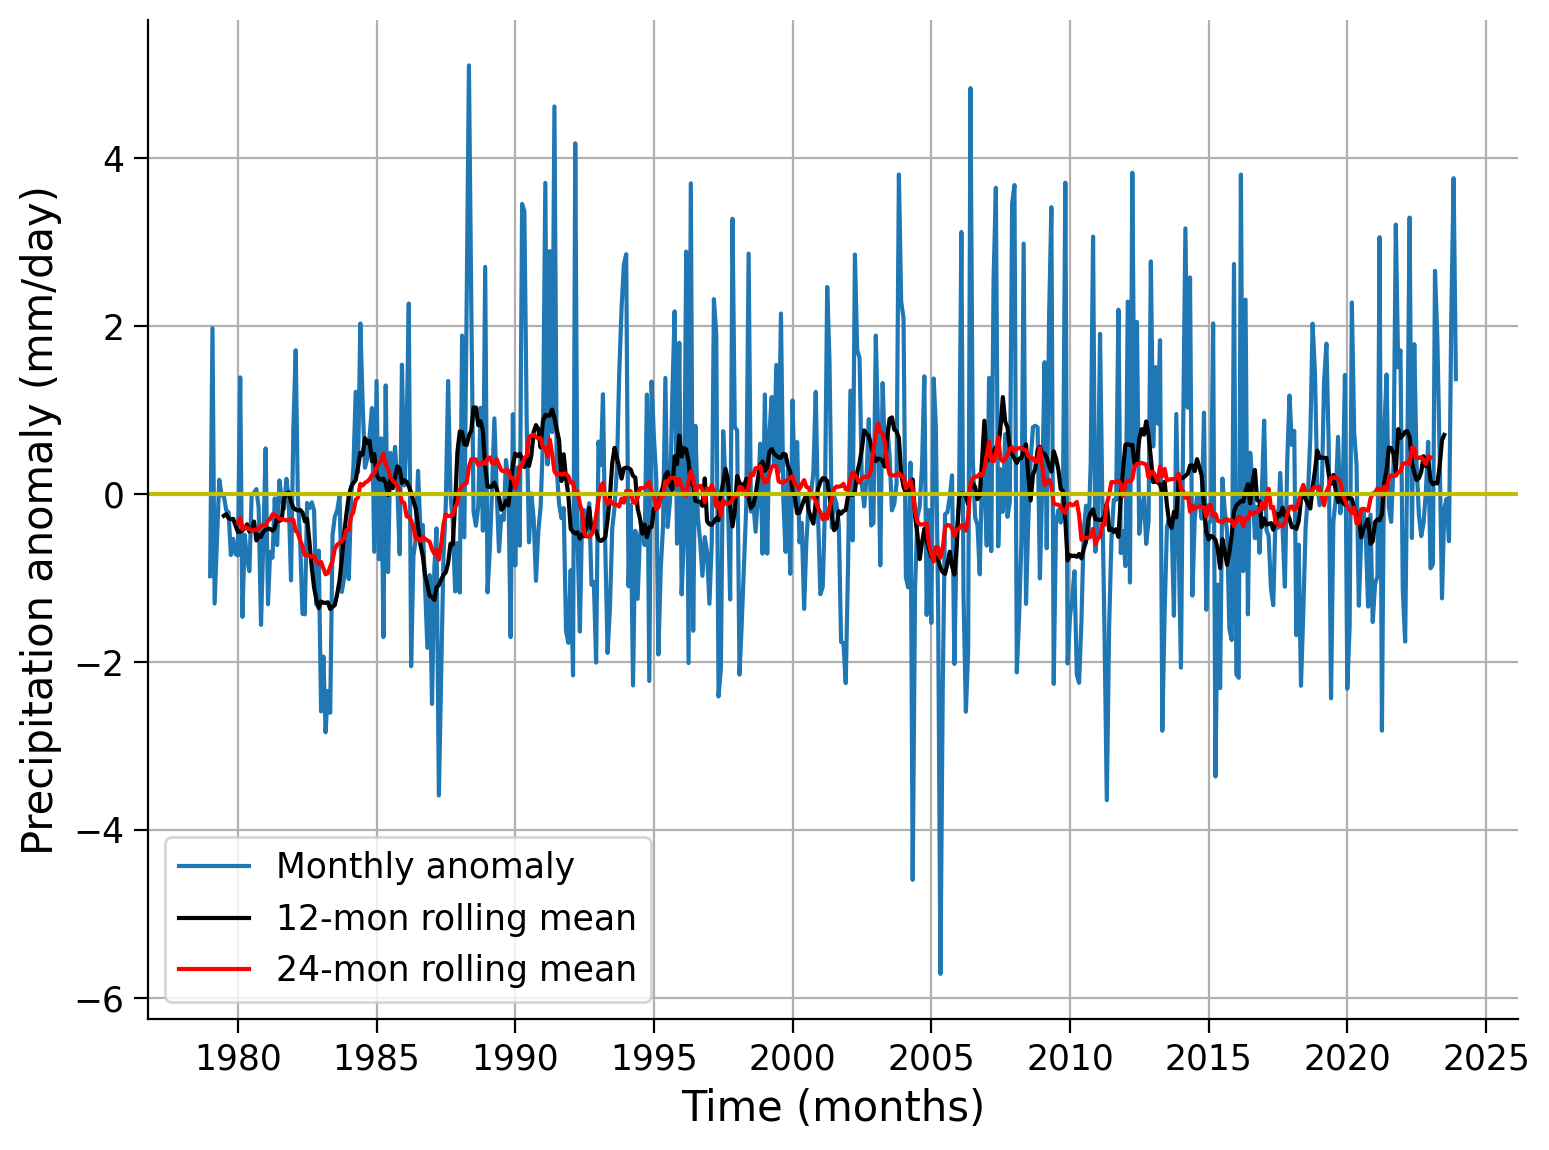 Precipitation anomaly (mm/day)
4
2
0
−2
−4
−6
Monthly anomaly
12-mon rolling mean
24-mon rolling mean
1980 1985 1990 1995 2000 2005 2010 2015 2020 2025
Time (months)